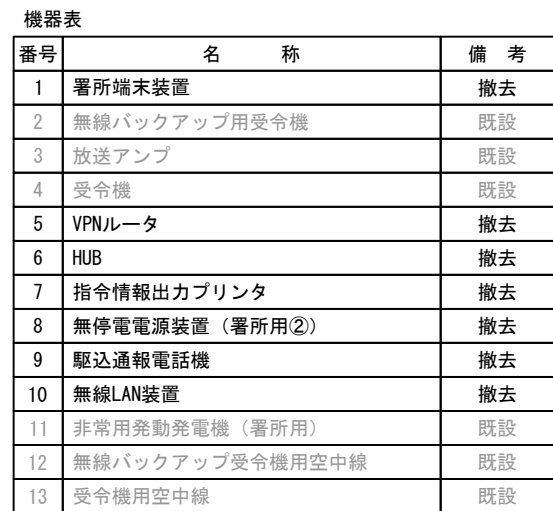 機器表
番号 名 称 備 考
1 署所端末装置 撤去
2 無線バックアップ用受令機 既設
3 放送アンプ 既設
4 受令機 既設
5 VPNルータ 撤去
6 HUB 撤去
7 指令情報出力プリンタ 撤去
8 無停電電源装置（署所用②） 撤去
9 駆込通報電話機 撤去
10 無線LAN装置 撤去
11 非常用発動発電機（署所用） 既設
12 無線バックアップ受令機用空中線 既設
13 受令機用空中線 既設